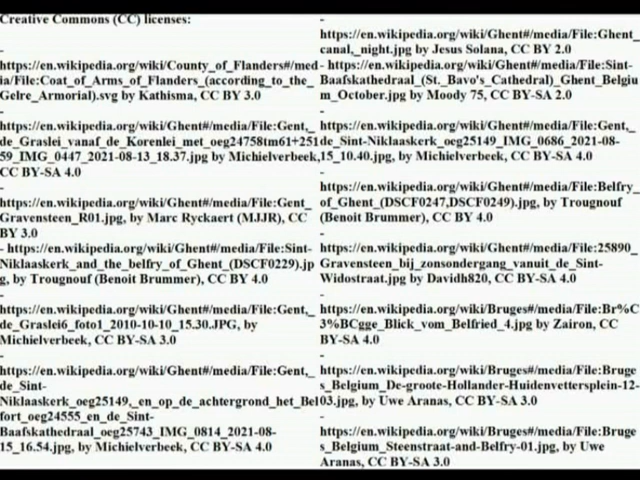 Creative Commons (CC) licenses:
-
https://en.wikipedia.org/wiki/County_of_Flanders#/med
ia/File:Coat_of_Arms_of_Flanders_(according_to_the_
Gelre_Armorial).svg by Kathisma, CC BY 3.0
-
https://en.wikipedia.org/wiki/Ghent#/media/File:Gent,_
de_Graslei_vanaf_de_Korenlei_met_oeg24758tm61+251
59_IMG_0447_2021-08-13_18.37.jpg by Michielverbeek,
CC BY-SA 4.0
-
https://en.wikipedia.org/wiki/Ghent#/media/File:Gent_
Gravensteen_R01.jpg, by Marc Ryckaert (MJJR), CC
BY 3.0
- https://en.wikipedia.org/wiki/Ghent#/media/File:Sint-
Niklaaskerk_and_the_belfry_of_Ghent_(DSCF0229).jp
g, by Trougnouf (Benoit Brummer), CC BY 4.0
-
https://en.wikipedia.org/wiki/Ghent#/media/File:Gent,_
de_Graslei6_foto1_2010-10-10_15.30.JPG, by
Michielverbeek, CC BY-SA 3.0
-
https://en.wikipedia.org/wiki/Ghent#/media/File:Gent,_
de_Sint-
Niklaaskerk_oeg25149,_en_op_de_achtergrond_het_Bel
fort_oeg24555_en_de_Sint-
Baafskathedraal_oeg25743_IMG_0814_2021-08-
15_16.54.jpg, by Michielverbeek, CC BY-SA 4.0
-
https://en.wikipedia.org/wiki/Ghent#/media/File:Ghent_
canal,_night.jpg by Jesus Solana, CC BY 2.0
- https://en.wikipedia.org/wiki/Ghent#/media/File:Sint-
Baafskathedraal_(St._Bavo's_Cathedral)_Ghent_Belgiu
m_October.jpg by Moody 75, CC BY-SA 2.0
-
https://en.wikipedia.org/wiki/Ghent#/media/File:Gent,_
de_Sint-Niklaaskerk_oeg25149_IMG_0686_2021-08-
15_10.40.jpg, by Michielverbeek, CC BY-SA 4.0
-
https://en.wikipedia.org/wiki/Ghent#/media/File:Belfry_
of_Ghent_(DSCF0247,DSCF0249).jpg, by Trougnouf
(Benoit Brummer), CC BY 4.0
-
https://en.wikipedia.org/wiki/Ghent#/media/File:25890_
Gravensteen_bij_zonsondergang_vanuit_de_Sint-
Widostraat.jpg by Davidh820, CC BY-SA 4.0
-
https://en.wikipedia.org/wiki/Bruges#/media/File:Br%C
3%BCgge_Blick_vom_Belfried_4.jpg by Zairon, CC
BY-SA 4.0
-
https://en.wikipedia.org/wiki/Bruges#/media/File:Bruge
s_Belgium_De-groote-Hollander-Huidenvettersplein-12-
03.jpg, by Uwe Aranas, CC BY-SA 3.0
-
https://en.wikipedia.org/wiki/Bruges#/media/File:Bruge
s_Belgium_Steenstraat-and-Belfry-01.jpg, by Uwe
Aranas, CC BY-SA 3.0